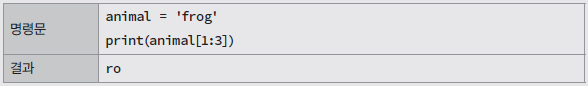 명령문
animal = 'frog'
print(animal[1:3])
결과
ro